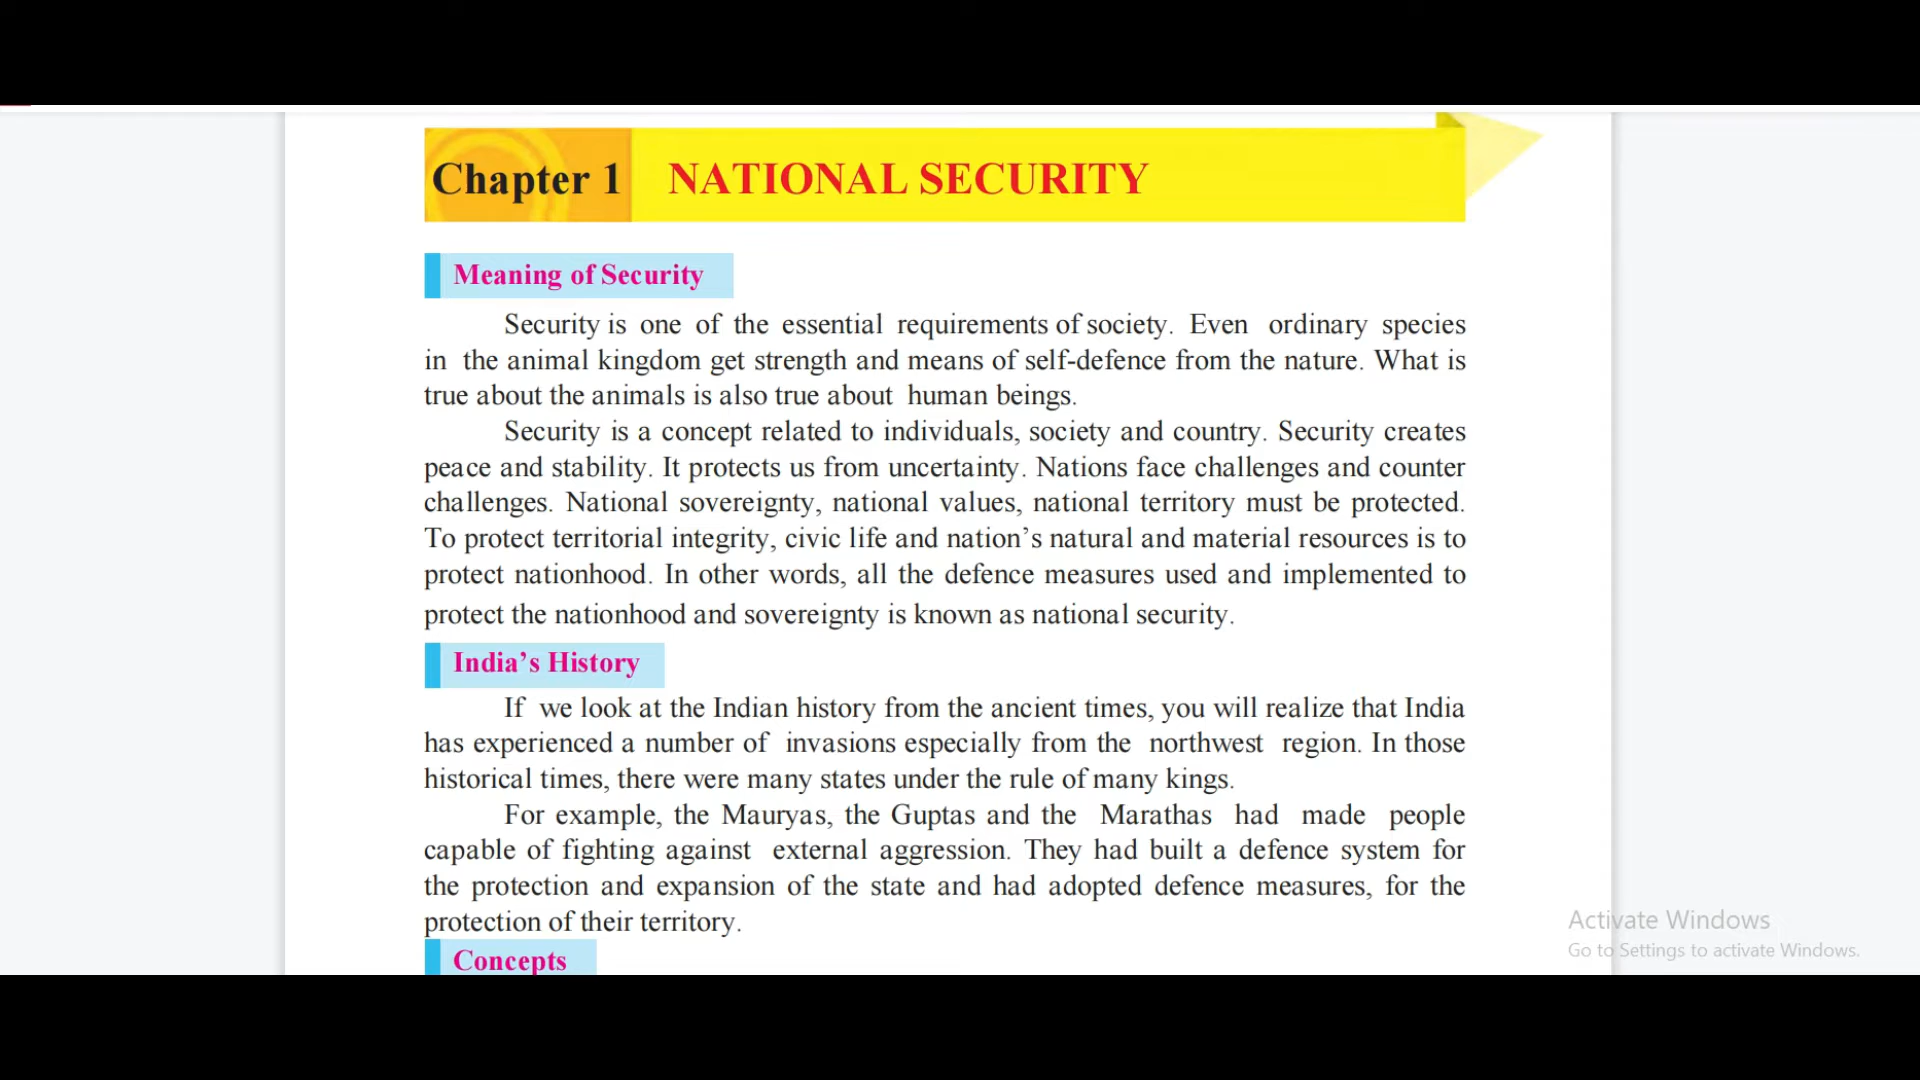 Chapter 1 NATIONAL SECURITY
Meaning of Security
Security is one of the essential requirements of society. Even ordinary species
in the animal kingdom get strength and means of self-defence from the nature. What is
true about the animals is also true about human beings.
Security is a concept related to individuals, society and country. Security creates
peace and stability. It protects us from uncertainty. Nations face challenges and counter
challenges. National sovereignty, national values, national territory must be protected.
To protect territorial integrity, civic life and nation’s natural and material resources is to
protect nationhood. In other words, all the defence measures used and implemented to
protect the nationhood and sovereignty is known as national security.
India’s History
If we look at the Indian history from the ancient times, you will realize that India
has experienced a number of invasions especially from the northwest region. In those
historical times, there were many states under the rule of many kings.
For example, the Mauryas, the Guptas and the Marathas had made people
capable of fighting against external aggression. They had built a defence system for
the protection and expansion of the state and had adopted defence measures, for the
protection of their territory.
Concepts
Activate Windows
Go to Settings to activate Windows.